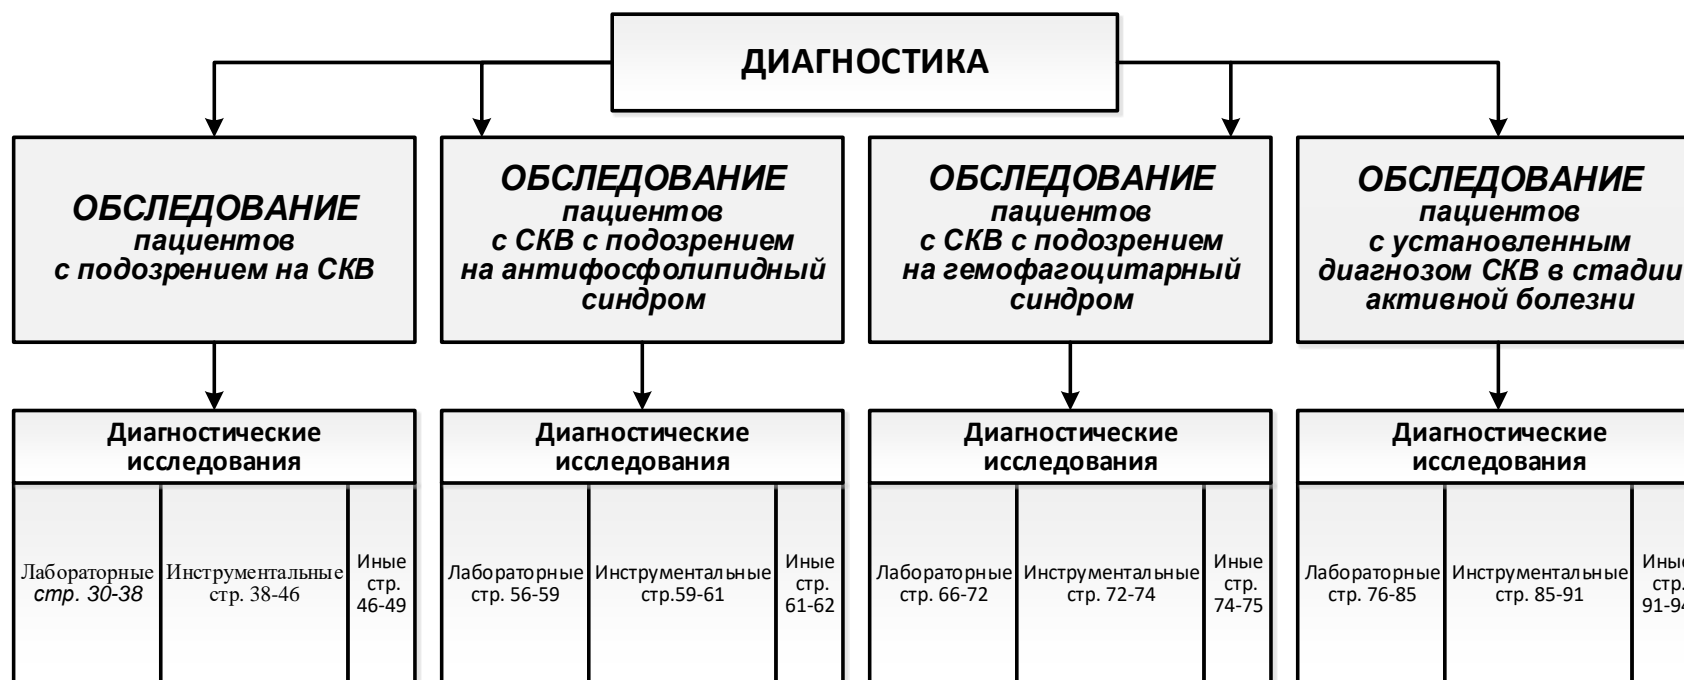 ДИАГНОСТИКА
ОБСЛЕДОВАНИЕ
пациентов
с подозрением на СКВ
ОБСЛЕДОВАНИЕ
пациентов
с СКВ с подозрением
на антифосфолипидный
синдром
ОБСЛЕДОВАНИЕ
пациентов
с СКВ с подозрением
на гемофагоцитарный
синдром
ОБСЛЕДОВАНИЕ
пациентов
с установленным
диагнозом СКВ в стадии
активной болезни
Диагностические
исследования
Лабораторные
стр. 30-38
Инструментальные
стр. 38-46
Иные
стр.
46-49
Диагностические
исследования
Лабораторные
стр. 56-59
Инструментальные
стр.59-61
Иные
стр.
61-62
Диагностические
исследования
Лабораторные
стр. 66-72
Инструментальные
стр. 72-74
Иные
стр.
74-75
Диагностические
исследования
Лабораторные
стр. 76-85
Инструментальные
стр. 85-91
Иные
стр.
91-94